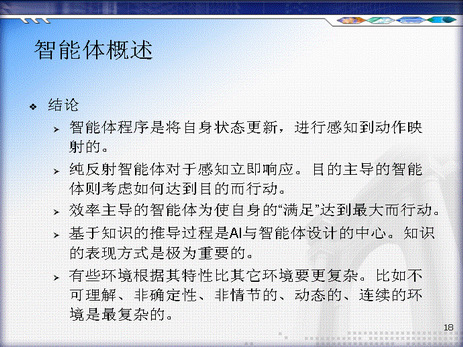 智能体概述
❖ 结论
➢ 智能体程序是将自身状态更新，进行感知到动作映
射的。
➢ 纯反射智能体对于感知立即响应。目的主导的智能
体则考虑如何达到目的而行动。
➢ 效率主导的智能体为使自身的“满足”达到最大而行动。
➢ 基于知识的推导过程是AI与智能体设计的中心。知识
的表现方式是极为重要的。
➢ 有些环境根据其特性比其它环境要更复杂。比如不
可理解、非确定性、非情节的、动态的、连续的环
境是最复杂的。
18